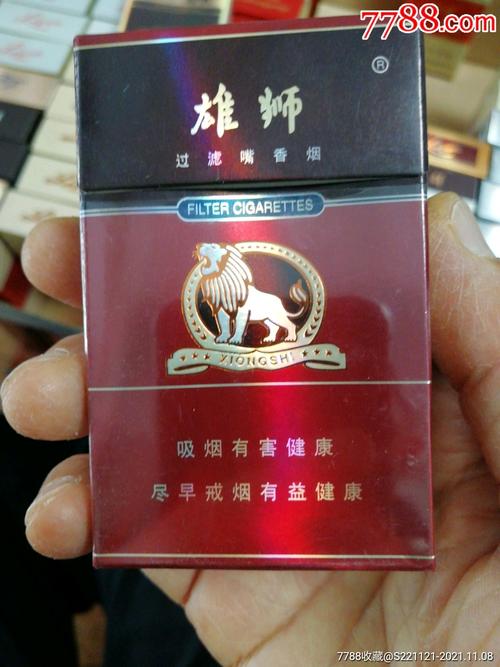 7788.com
雄狮
®
过滤嘴香烟
FILTER CIGARETTES
XIONGSHI
吸烟有害健康
尽早戒烟有益健康
7788收藏@S221121-2021.11.08